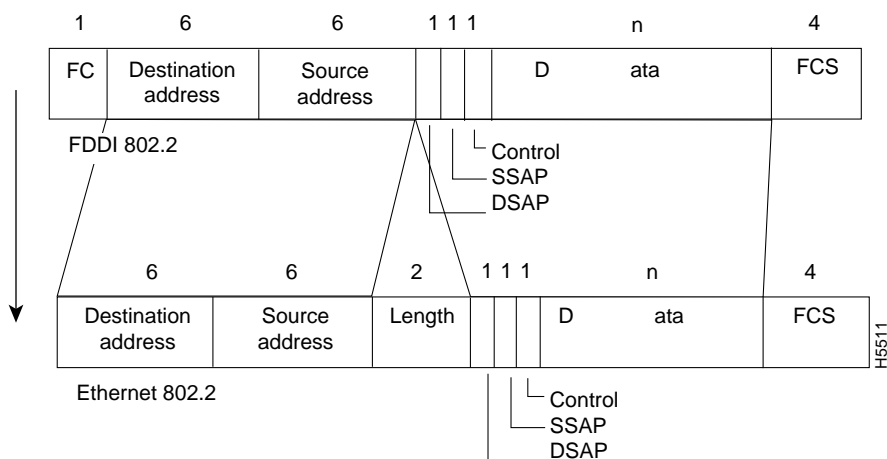 1 6 6 1 1 1 n 4
FC Destination address Source address D ata FCS
FDDI 802.2
Control
SSAP
DSAP
6 6 2 1 1 1 n 4
Destination address Source address Length D ata FCS
H5511
Ethernet 802.2
Control
SSAP
DSAP